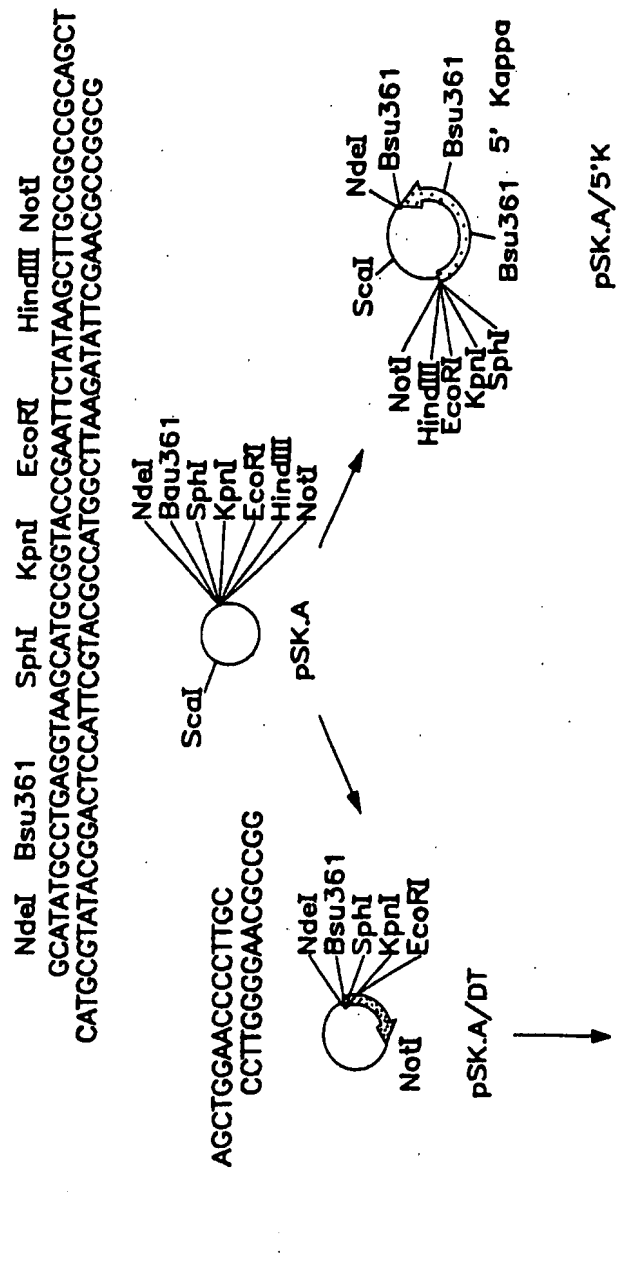 NdeI Bsu361 SphI KpnI EcoRI HindIII NotI
GCATATGCCTGAGGTAAGCATGCGGTACCGAATTCTATAAGCTTGCGGCCGCAGCT
CATGCGTATACGGACTCCATTCGTACGCCATGGCTTAAGATATTCGAACGCCGGCG
AGCTGGAACCCCTTGC
CCTTGGGGAACGCCGG
NdeI
Bsu361
SphI
KpnI
EcoRI
NotI
pSK.A/DT
ScaI
NdeI
Bau361
SphI
KpnI
EcoRI
HindIII
NotI
pSK.A
ScaI
NdeI
Bsu361
Bsu361
Bsu361 5' Kappa
NotI
HindIII
EcoRI
KpnI
SphI
pSK.A/5'K